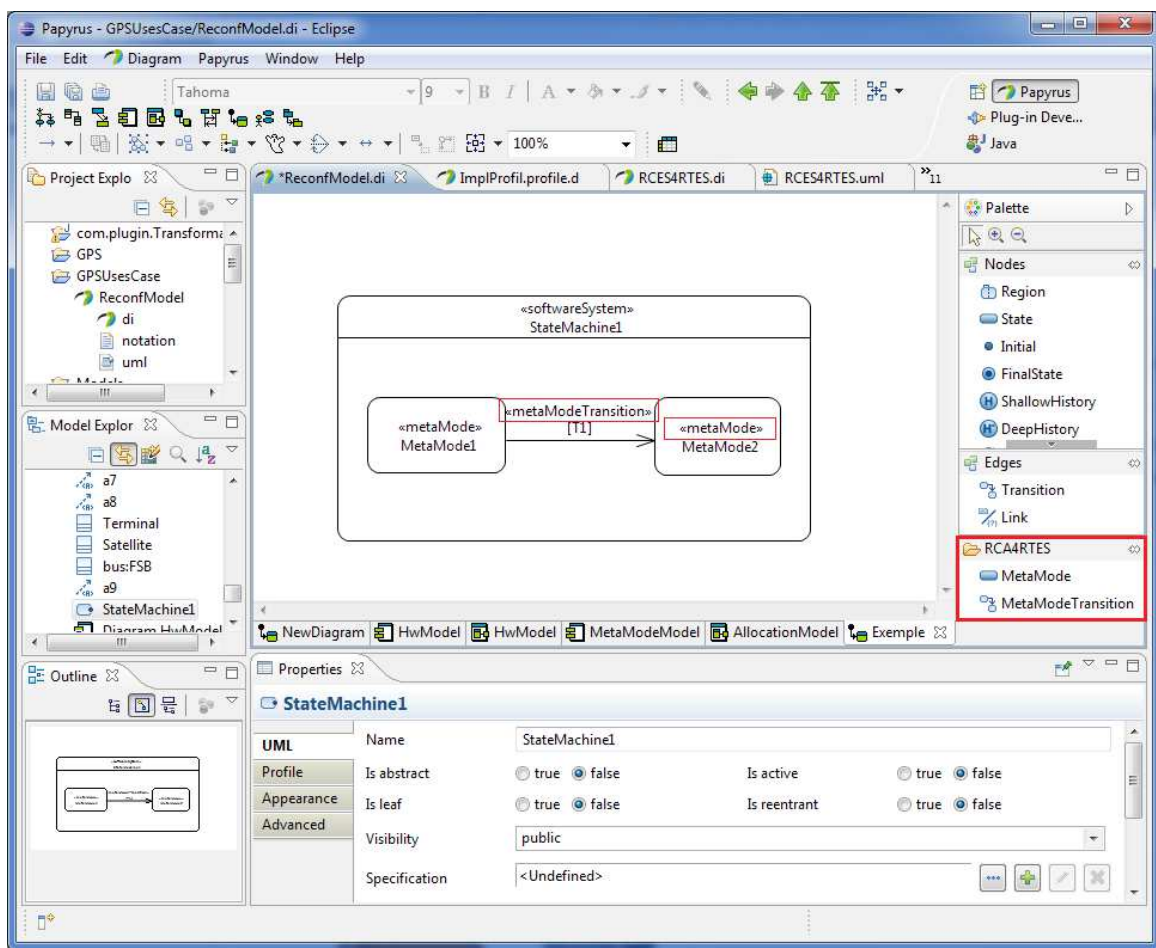 Papyrus - GPSUsesCase/ReconfModel.di - Eclipse
File Edit Diagram Papyrus Window Help
Tahoma 9 B I A
Papyrus
Plug-in Deve...
100%
Java
Project Explo
*ReconfModel.di ImplProfil.profile.d RCES4RTES.di RCES4RTES.uml »11
com.plugin.Transforma
GPS
GPSUsesCase
ReconfModel
di
notation
uml
Models
Model Explor
a7
a8
Terminal
Satellite
bus:FSB
a9
StateMachine1
Diagram HwModel
«softwareSystem»
StateMachine1
«metaMode»
MetaMode1
«metaModeTransition»
[T1]
«metaMode»
MetaMode2
Palette
Nodes
Region
State
Initial
FinalState
ShallowHistory
DeepHistory
Edges
Transition
Link
RCA4RTES
MetaMode
MetaModeTransition
NewDiagram HwModel HwModel MetaModeModel AllocationModel Exemple
Outline
Properties
StateMachine1
UML
Profile
Appearance
Advanced
Name StateMachine1
Is abstract true false Is active true false
Is leaf true false Is reentrant true false
Visibility public
Specification <Undefined>